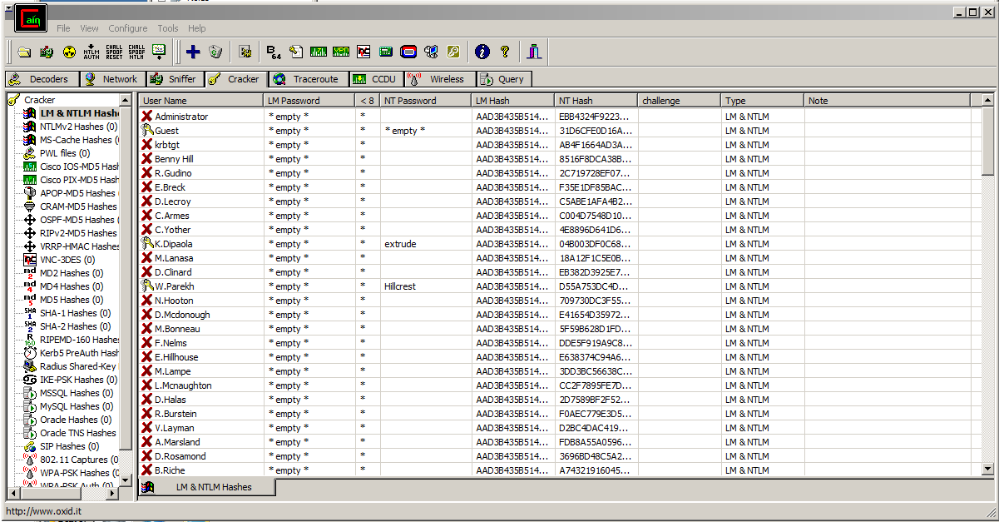 Cain
File View Configure Tools Help
NTLM AUTH CHALL SPOOF RESET CHALL SPOOF NTLM B 64
Decoders Network Sniffer Cracker Traceroute CCDU Wireless Query
Cracker
LM & NTLM Hashe
NTLMv2 Hashes (0)
MS-Cache Hashes (
PWL files (0)
Cisco IOS-MD5 Hash
Cisco PIX-MD5 Hash
APOP-MD5 Hashes
CRAM-MD5 Hashes
OSPF-MD5 Hashes (
RIPv2-MD5 Hashes
VRRP-HMAC Hashes
VNC-3DES (0)
MD2 Hashes (0)
MD4 Hashes (0)
MD5 Hashes (0)
SHA-1 Hashes (0)
SHA-2 Hashes (0)
RIPEMD-160 Hashes
Kerb5 PreAuth Hash
Radius Shared-Key
IKE-PSK Hashes (0)
MSSQL Hashes (0)
MySQL Hashes (0)
Oracle Hashes (0)
Oracle TNS Hashes
SIP Hashes (0)
802.11 Captures (0
WPA-PSK Hashes (0
WPA-PSK Auth (0)
User Name LM Password < 8 NT Password LM Hash NT Hash challenge Type Note
Administrator * empty * * AAD3B435B514... EBB4324F9223... LM & NTLM
Guest * empty * * * empty * AAD3B435B514... 31D6CFE0D16A... LM & NTLM
krbtgt * empty * * AAD3B435B514... AB4F1664AD3A... LM & NTLM
Benny Hill * empty * * AAD3B435B514... 8516F8DCA38B... LM & NTLM
R.Gudino * empty * * AAD3B435B514... 2C719728EF07... LM & NTLM
E.Breck * empty * * AAD3B435B514... F35E1DF85BAC... LM & NTLM
D.Lecroy * empty * * AAD3B435B514... C5ABE1AFA4B2... LM & NTLM
C.Armes * empty * * AAD3B435B514... C004D7548D10... LM & NTLM
C.Yother * empty * * AAD3B435B514... 4E8896D641D6... LM & NTLM
K.Dipaola * empty * * extrude AAD3B435B514... 04B003DF0C68... LM & NTLM
M.Lanasa * empty * * AAD3B435B514... 18A12F1C5E0B... LM & NTLM
D.Clinard * empty * * AAD3B435B514... EB382D3925E7... LM & NTLM
W.Parekh * empty * * Hillcrest AAD3B435B514... D55A753DC4D... LM & NTLM
N.Hooton * empty * * AAD3B435B514... 709730DC3F55... LM & NTLM
D.Mcdonough * empty * * AAD3B435B514... E41654D35972... LM & NTLM
M.Bonneau * empty * * AAD3B435B514... 5F59B628D1FD... LM & NTLM
F.Nelms * empty * * AAD3B435B514... DDE5F919A9C8... LM & NTLM
E.Hillhouse * empty * * AAD3B435B514... E638374C94A6... LM & NTLM
M.Lampe * empty * * AAD3B435B514... 3DD3BC56638C... LM & NTLM
L.Mcnaughton * empty * * AAD3B435B514... CC2F7895FE7D... LM & NTLM
D.Halas * empty * * AAD3B435B514... 2D7589BF2F52... LM & NTLM
R.Burstein * empty * * AAD3B435B514... F0AEC779E3D5... LM & NTLM
V.Layman * empty * * AAD3B435B514... D2BC4DAC419... LM & NTLM
A.Marsland * empty * * AAD3B435B514... FDB8A55A0596... LM & NTLM
D.Rosamond * empty * * AAD3B435B514... 3696BD48C5A2... LM & NTLM
B.Riche * empty * * AAD3B435B514... A74321916045... LM & NTLM
LM & NTLM Hashes
http://www.oxid.it